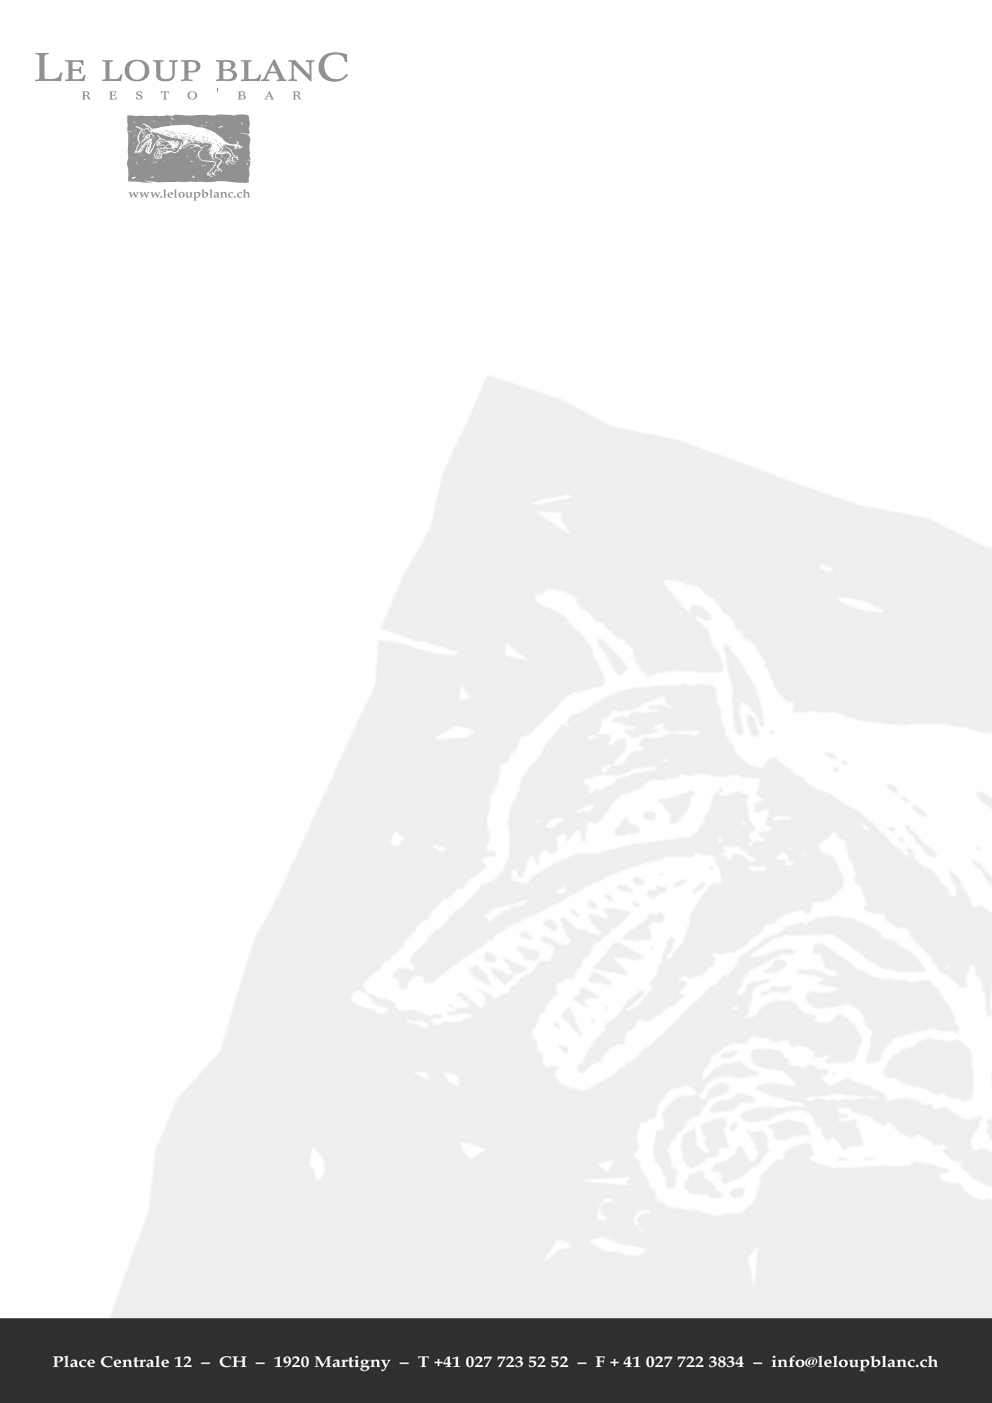 LE LOUP BLANC
RESTO'BAR
www.leloupblanc.ch
Place Centrale 12 – CH – 1920 Martigny – T +41 027 723 52 52 – F + 41 027 722 3834 – info@leloupblanc.ch